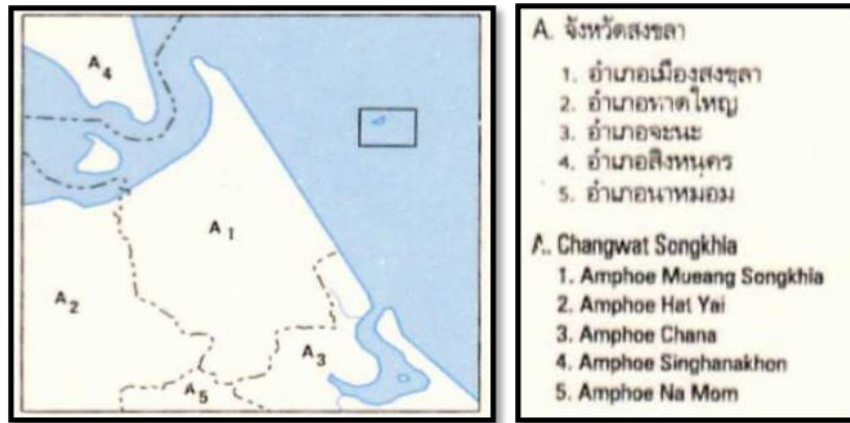 A4
A1
A2
A3
A5
A. จังหวัดสงขลา
1. อำเภอเมืองสงขลา
2. อำเภอหาดใหญ่
3. อำเภอจะนะ
4. อำเภอสิงหนคร
5. อำเภอนาหม่อม
A. Changwat Songkhla
1. Amphoe Mueang Songkhla
2. Amphoe Hat Yai
3. Amphoe Chana
4. Amphoe Singhanakhon
5. Amphoe Na Mom